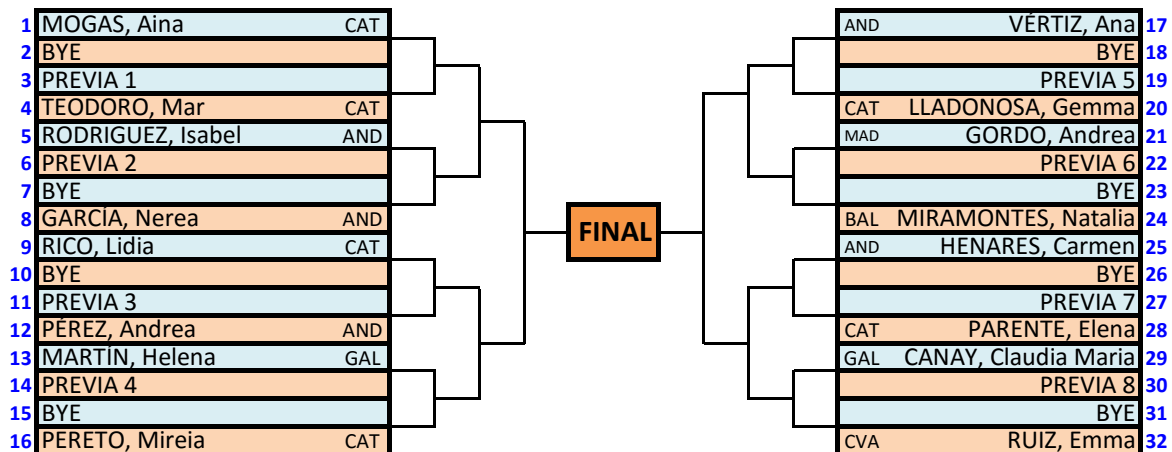 1 MOGAS, Aina CAT
2 BYE
3 PREVIA 1
4 TEODORO, Mar CAT
5 RODRIGUEZ, Isabel AND
6 PREVIA 2
7 BYE
8 GARCÍA, Nerea AND
9 RICO, Lidia CAT
10 BYE
11 PREVIA 3
12 PÉREZ, Andrea AND
13 MARTÍN, Helena GAL
14 PREVIA 4
15 BYE
16 PERETO, Mireia CAT
FINAL
AND VÉRTIZ, Ana 17
BYE 18
PREVIA 5 19
CAT LLADONOSA, Gemma 20
MAD GORDO, Andrea 21
PREVIA 6 22
BYE 23
BAL MIRAMONTES, Natalia 24
AND HENARES, Carmen 25
BYE 26
PREVIA 7 27
CAT PARENTE, Elena 28
GAL CANAY, Claudia Maria 29
PREVIA 8 30
BYE 31
CVA RUIZ, Emma 32